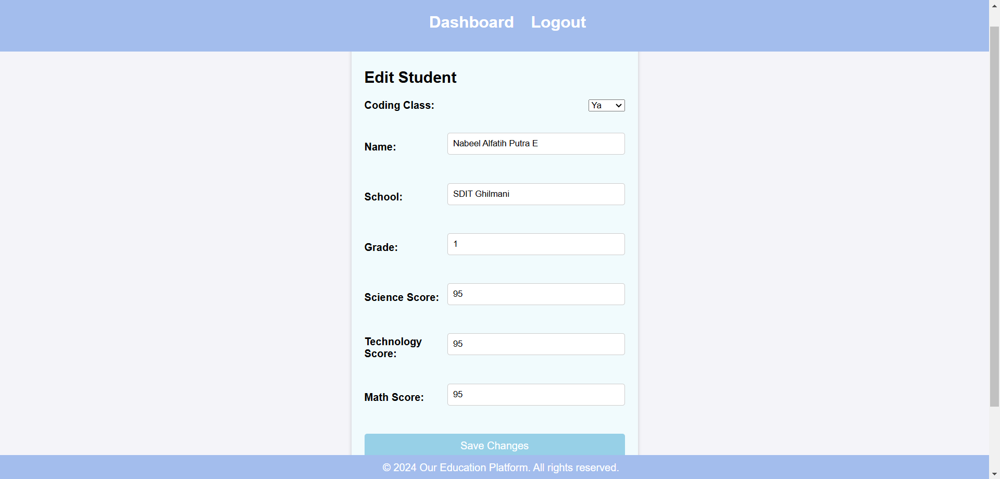 Dashboard Logout
Edit Student
Coding Class: Ya
Name: Nabeel Alfatih Putra E
School: SDIT Ghilmani
Grade: 1
Science Score: 95
Technology
Score: 95
Math Score: 95
Save Changes
© 2024 Our Education Platform. All rights reserved.